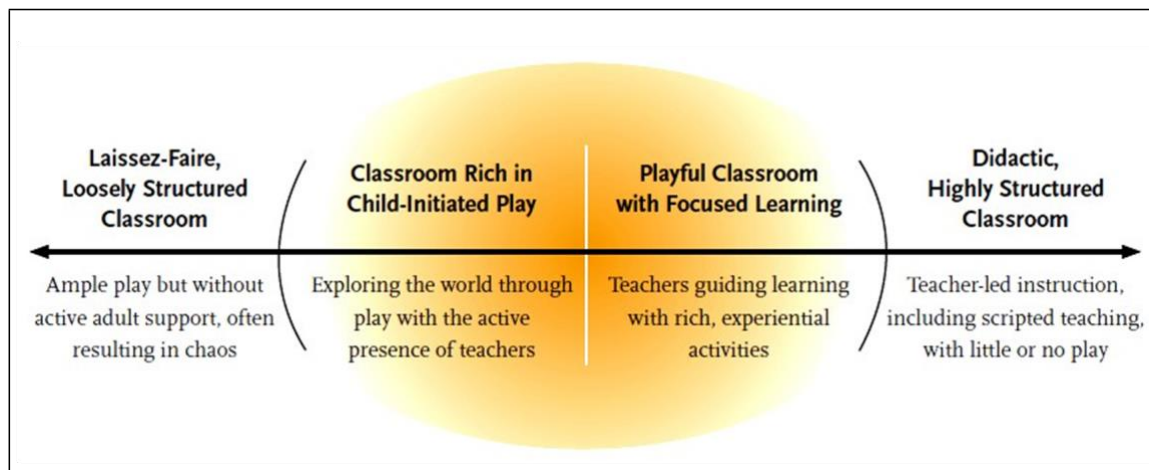 Laissez-Faire,
Loosely Structured
Classroom
Ample play but without
active adult support, often
resulting in chaos
Classroom Rich in
Child-Initiated Play
Exploring the world through
play with the active
presence of teachers
Playful Classroom
with Focused Learning
Teachers guiding learning
with rich, experiential
activities
Didactic,
Highly Structured
Classroom
Teacher-led instruction,
including scripted teaching,
with little or no play